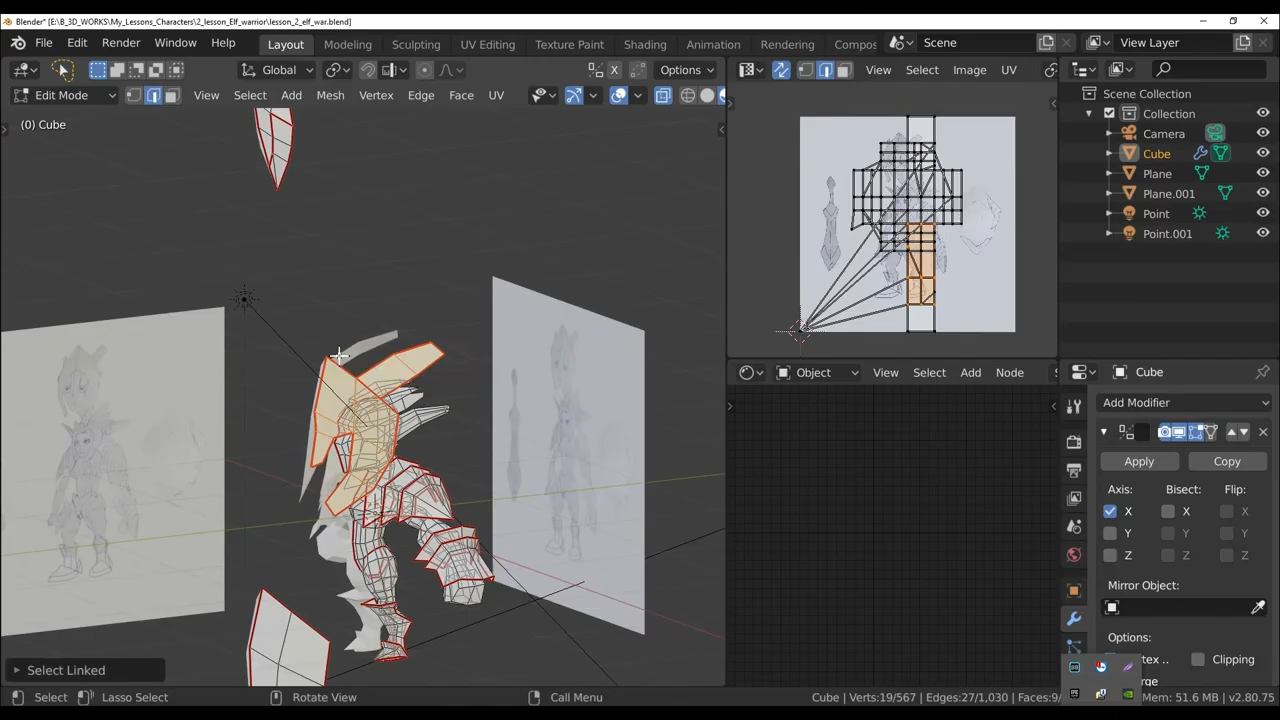 Blender* [E:\B_3D_WORKS\My_Lessons_Characters\2_lesson_Elf_warrior\lesson_2_elf_war.blend]
File Edit Render Window Help Layout Modeling Sculpting UV Editing Texture Paint Shading Animation Rendering Compos Scene View Layer
Global Options View Select Image UV
Edit Mode View Select Add Mesh Vertex Edge Face UV
(0) Cube
Scene Collection
Collection
Camera
Cube
Plane
Plane.001
Point
Point.001
Object View Select Add Node Cube
Add Modifier
Apply Copy
Axis: Bisect: Flip:
X X X
Y Y Y
Z Z Z
Mirror Object:
Options:
Clipping
Select Linked
Select Lasso Select Rotate View Call Menu Cube | Verts:19/567 | Edges:27/1,030 | Faces:9/ Mem: 51.6 MB | v2.80.75